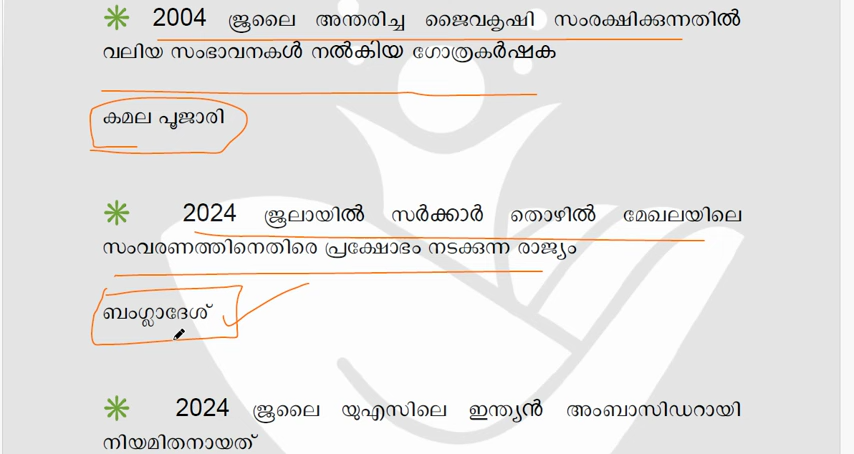 2004 ജൂലൈ അന്തരിച്ച ജൈവകൃഷി സംരക്ഷിക്കുന്നതിൽ
വലിയ സംഭാവനകൾ നൽകിയ ഗോത്രകർഷക
കമല പൂജാരി
2024 ജൂലായിൽ സർക്കാർ തൊഴിൽ മേഖലയിലെ
സംവരണത്തിനെതിരെ പ്രക്ഷോഭം നടക്കുന്ന രാജ്യം
ബംഗ്ലാദേശ്
2024 ജൂലൈ യുഎസിലെ ഇന്ത്യൻ അംബാസിഡറായി
നിയമിതനായത്